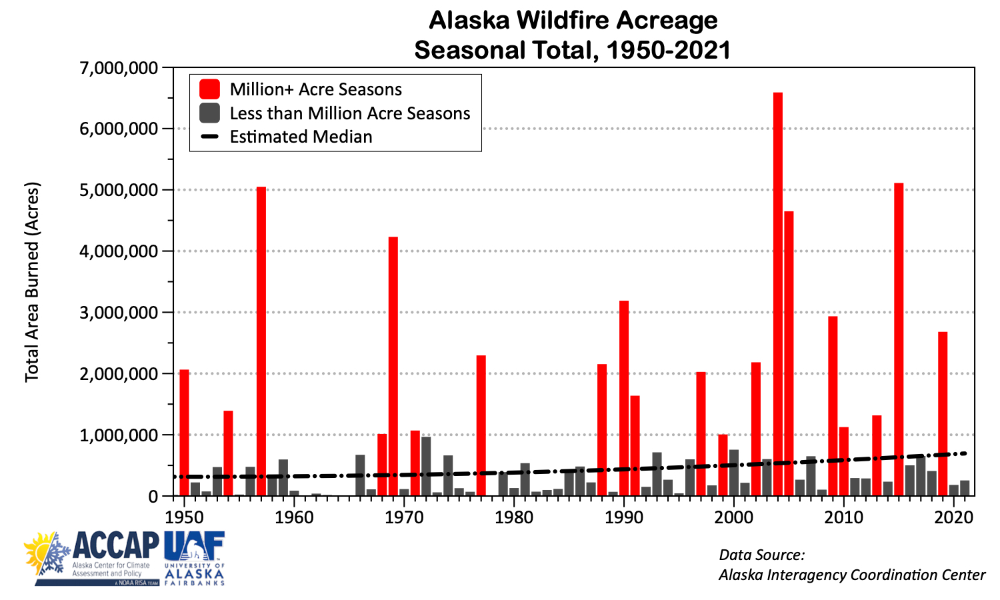 Alaska Wildfire Acreage
Seasonal Total, 1950-2021
7,000,000
Million+ Acre Seasons
Less than Million Acre Seasons
6,000,000
Estimated Median
5,000,000
4,000,000
3,000,000
2,000,000
1,000,000
0
Total Area Burned (Acres)
1950 1960 1970 1980 1990 2000 2010 2020
ACCAP
Alaska Center for Climate
Assessment and Policy
A NOAA RISA TEAM
UAF
UNIVERSITY OF
ALASKA
FAIRBANKS
Data Source:
Alaska Interagency Coordination Center